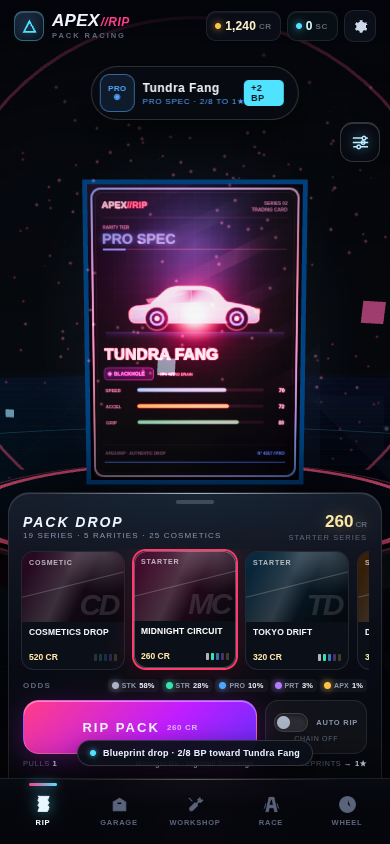 APEX//RIP
PACK RACING
1,240 CR
0 SC
PRO
Tundra Fang
PRO SPEC · 2/8 TO 1★
+2 BP
APEX//RIP
SERIES 02
TRADING CARD
RARITY TIER
PRO SPEC
TUNDRA FANG
BLACKHOLE
SPEED 70
ACCEL 72
GRIP
PACK DROP
260 CR
19 SERIES · 5 RARITIES · 25 COSMETICS
STARTER SERIES
COSMETIC
CD
COSMETICS DROP
520 CR
STARTER
MC
MIDNIGHT CIRCUIT
260 CR
STARTER
TD
TOKYO DRIFT
320 CR
S
D
3
ODDS
STK 58%
STR 28%
PRO 10%
PRT 3%
APX 1%
RIP PACK 260 CR
AUTO RIP
CHAIN OFF
Blueprint drop · 2/8 BP toward Tundra Fang
PULLS 1
PRINTS → 1★
RIP
GARAGE
WORKSHOP
RACE
WHEEL